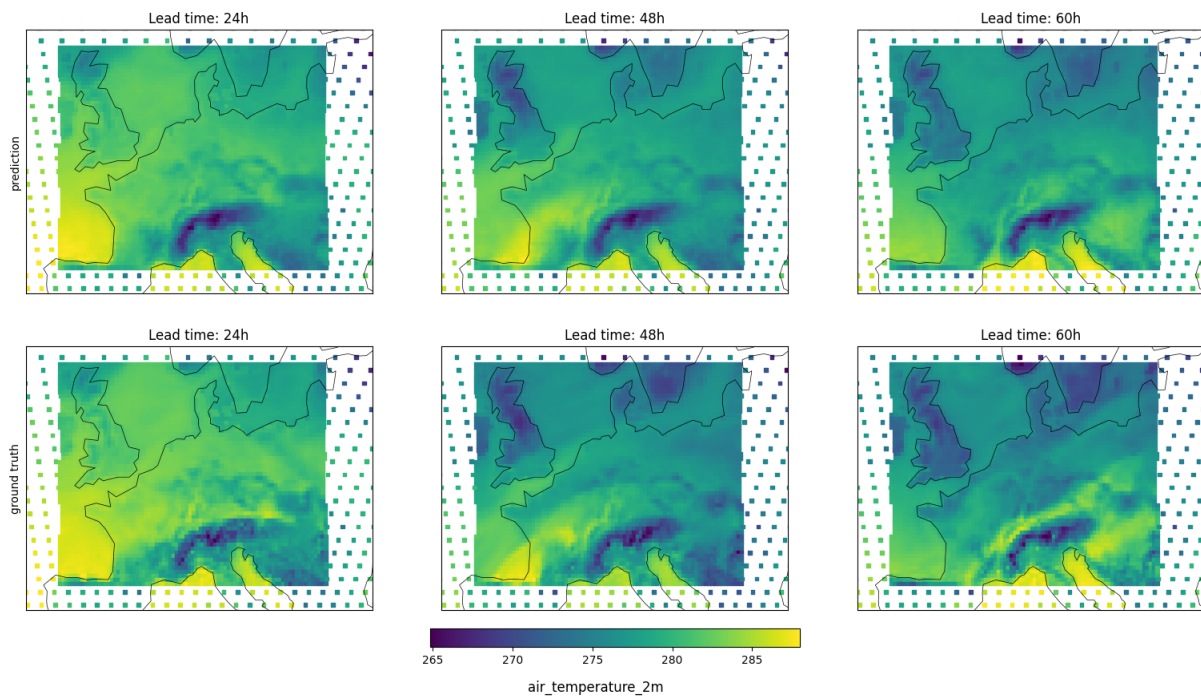 Lead time: 24h
Lead time: 48h
Lead time: 60h
prediction
Lead time: 24h
Lead time: 48h
Lead time: 60h
ground truth
265
270
275
280
285
air_temperature_2m